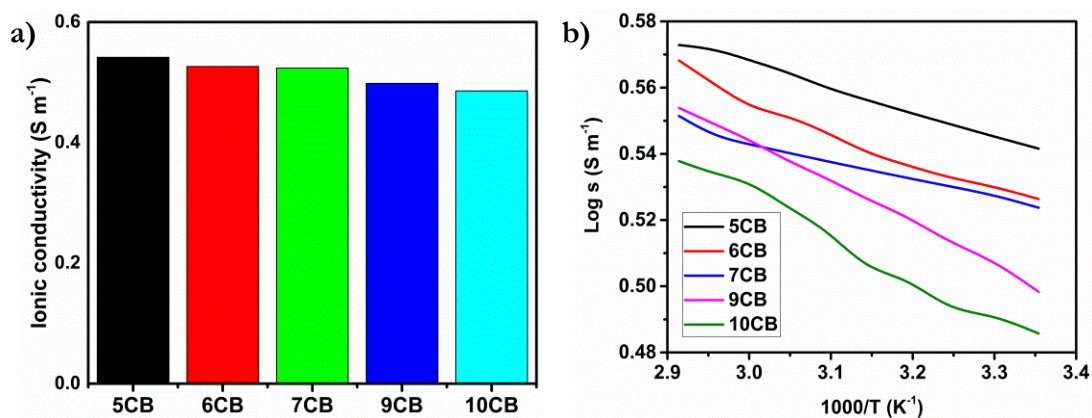 a)
Ionic conductivity (S m⁻¹)
0.6
0.4
0.2
0.0
5CB 6CB 7CB 9CB 10CB
b)
Log s (S m⁻¹)
0.58
0.56
0.54
0.52
0.50
0.48
5CB
6CB
7CB
9CB
10CB
2.9 3.0 3.1 3.2 3.3 3.4
1000/T (K⁻¹)